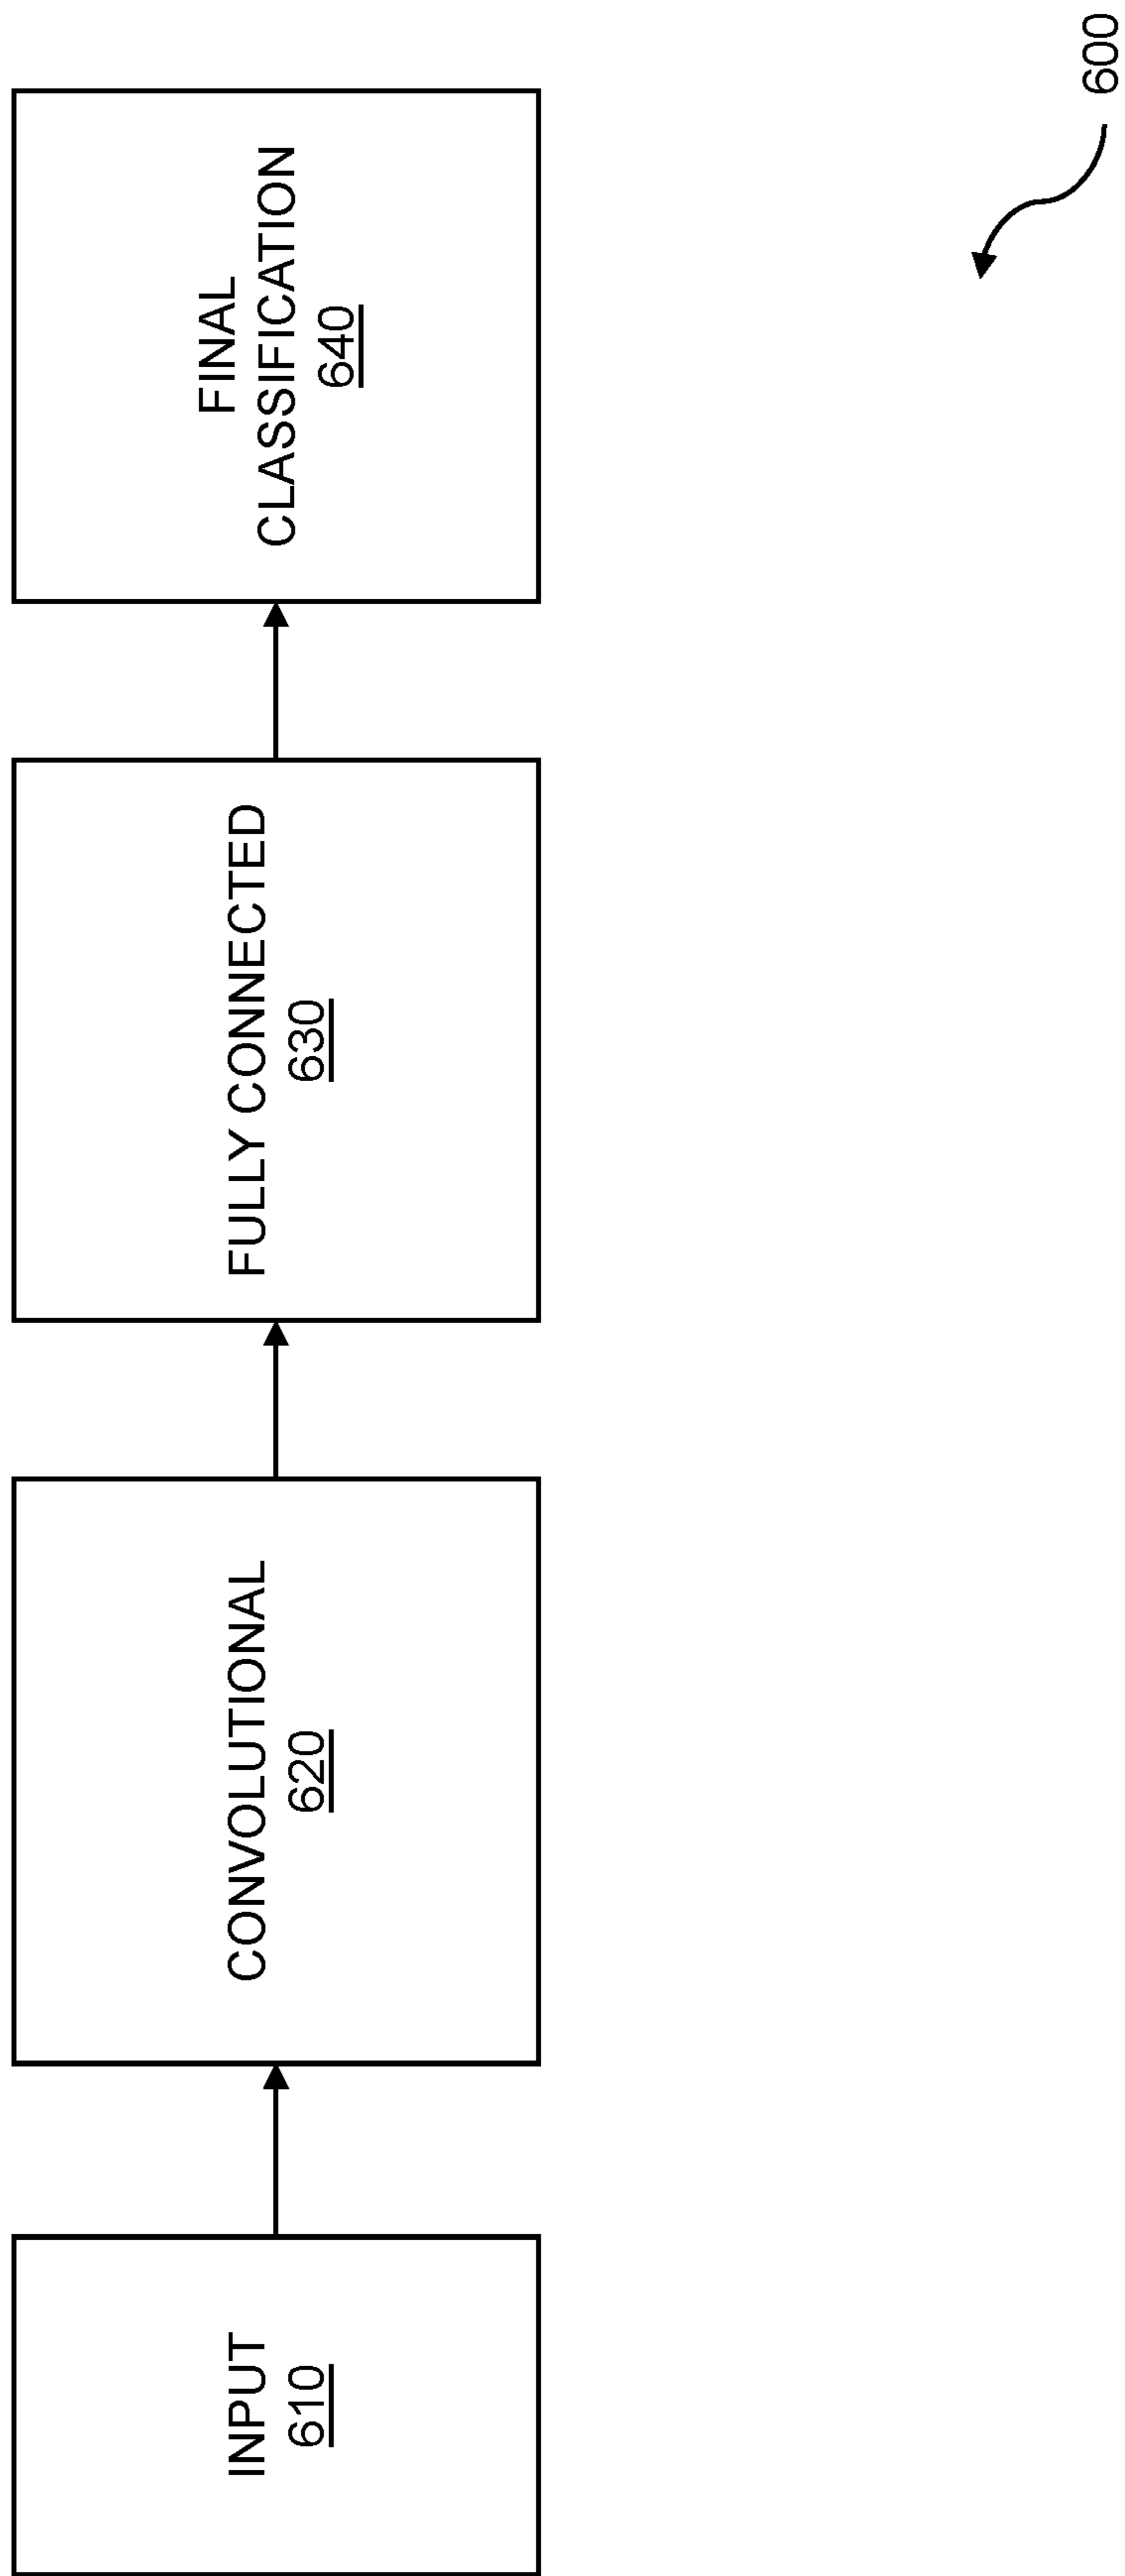 INPUT
610
CONVOLUTIONAL
620
FULLY CONNECTED
630
FINAL
CLASSIFICATION
640
600